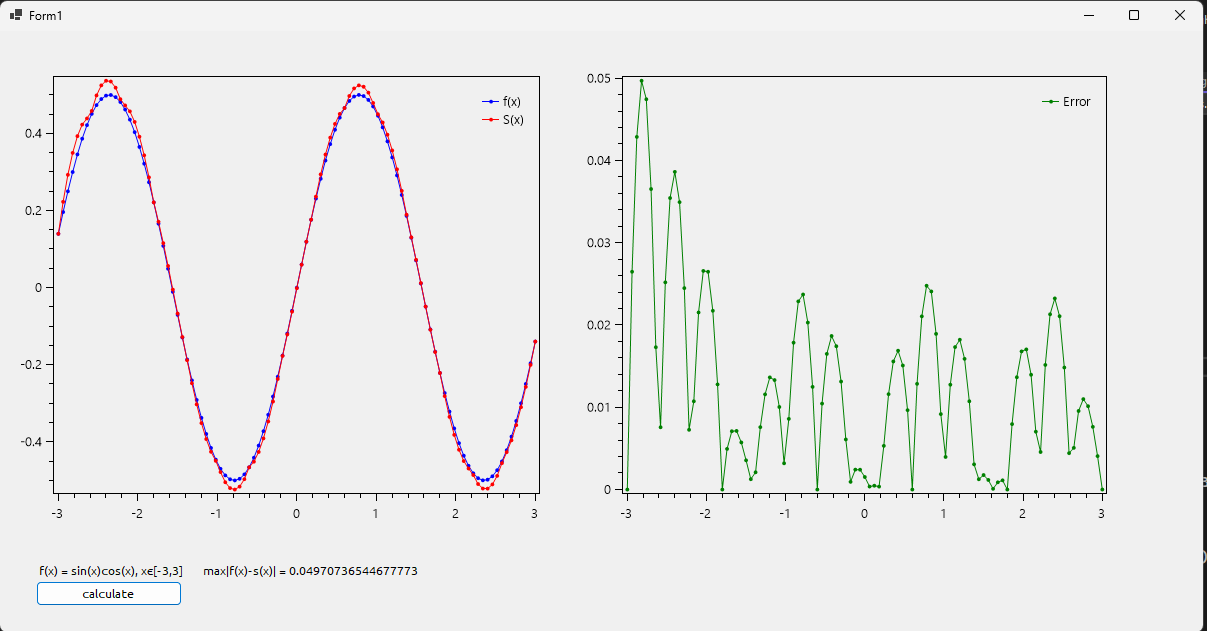 Form1
f(x)
S(x)
0.4
0.2
0
-0.2
-0.4
-3 -2 -1 0 1 2 3
Error
0.05
0.04
0.03
0.02
0.01
0
-3 -2 -1 0 1 2 3
f(x) = sin(x)cos(x), xϵ[-3,3] max|f(x)-s(x)| = 0.04970736544677773
calculate